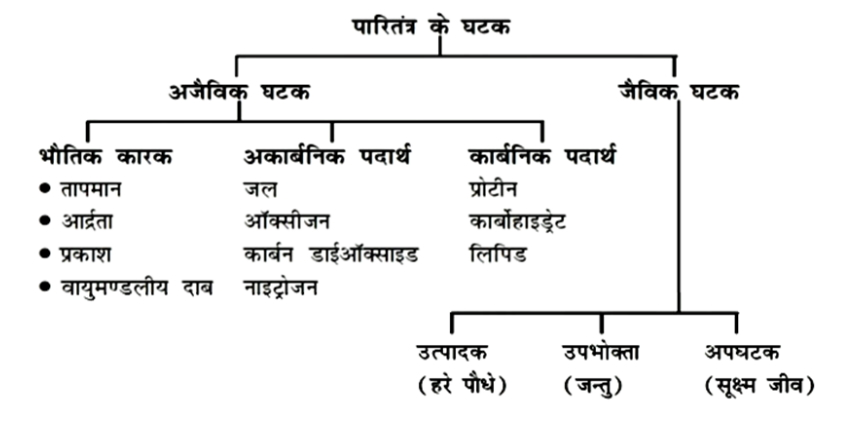 पारितंत्र के घटक
अजैविक घटक जैविक घटक
भौतिक कारक अकार्बनिक पदार्थ कार्बनिक पदार्थ
• तापमान जल प्रोटीन
• आर्द्रता ऑक्सीजन कार्बोहाइड्रेट
• प्रकाश कार्बन डाईऑक्साइड लिपिड
• वायुमण्डलीय दाब नाइट्रोजन
उत्पादक उपभोक्ता अपघटक
(हरे पौधे) (जन्तु) (सूक्ष्म जीव)